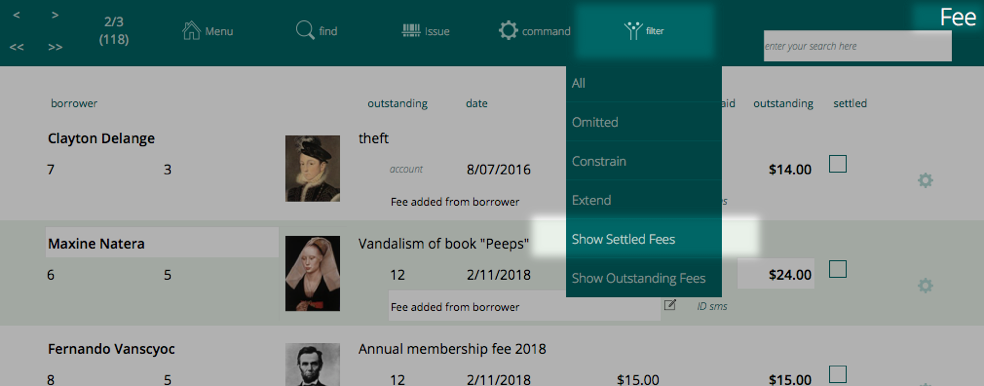 < > 2/3 Menu find Issue command filter Fee
<< >> (118) enter your search here
All
Omitted
Constrain
Extend
Show Settled Fees
Show Outstanding Fees
borrower outstanding date aid outstanding settled
Clayton Delange theft
7 3 account 8/07/2016 $14.00
Fee added from borrower ms
Maxine Natera Vandalism of book "Peeps"
6 5 12 2/11/2018 $24.00
Fee added from borrower ID sms
Fernando Vanscyoc Annual membership fee 2018
8 5 12 2/11/2018 $15.00 $15.00